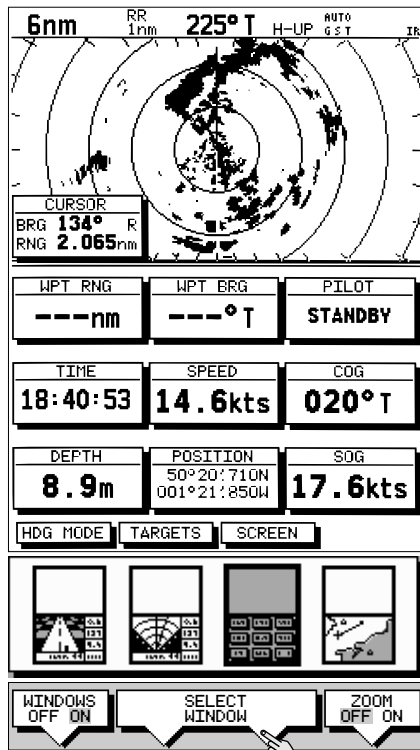 6nm RR 1nm 225°T H-UP AUTO GST IR
CURSOR
BRG 134° R
RNG 2.065nm
WPT RNG WPT BRG PILOT
---nm ---°T STANDBY
TIME SPEED COG
18:40:53 14.6kts 020°T
DEPTH POSITION SOG
8.9m 50°20'.710N 001°21'.850W 17.6kts
HDG MODE TARGETS SCREEN
WINDOWS OFF ON SELECT WINDOW ZOOM OFF ON